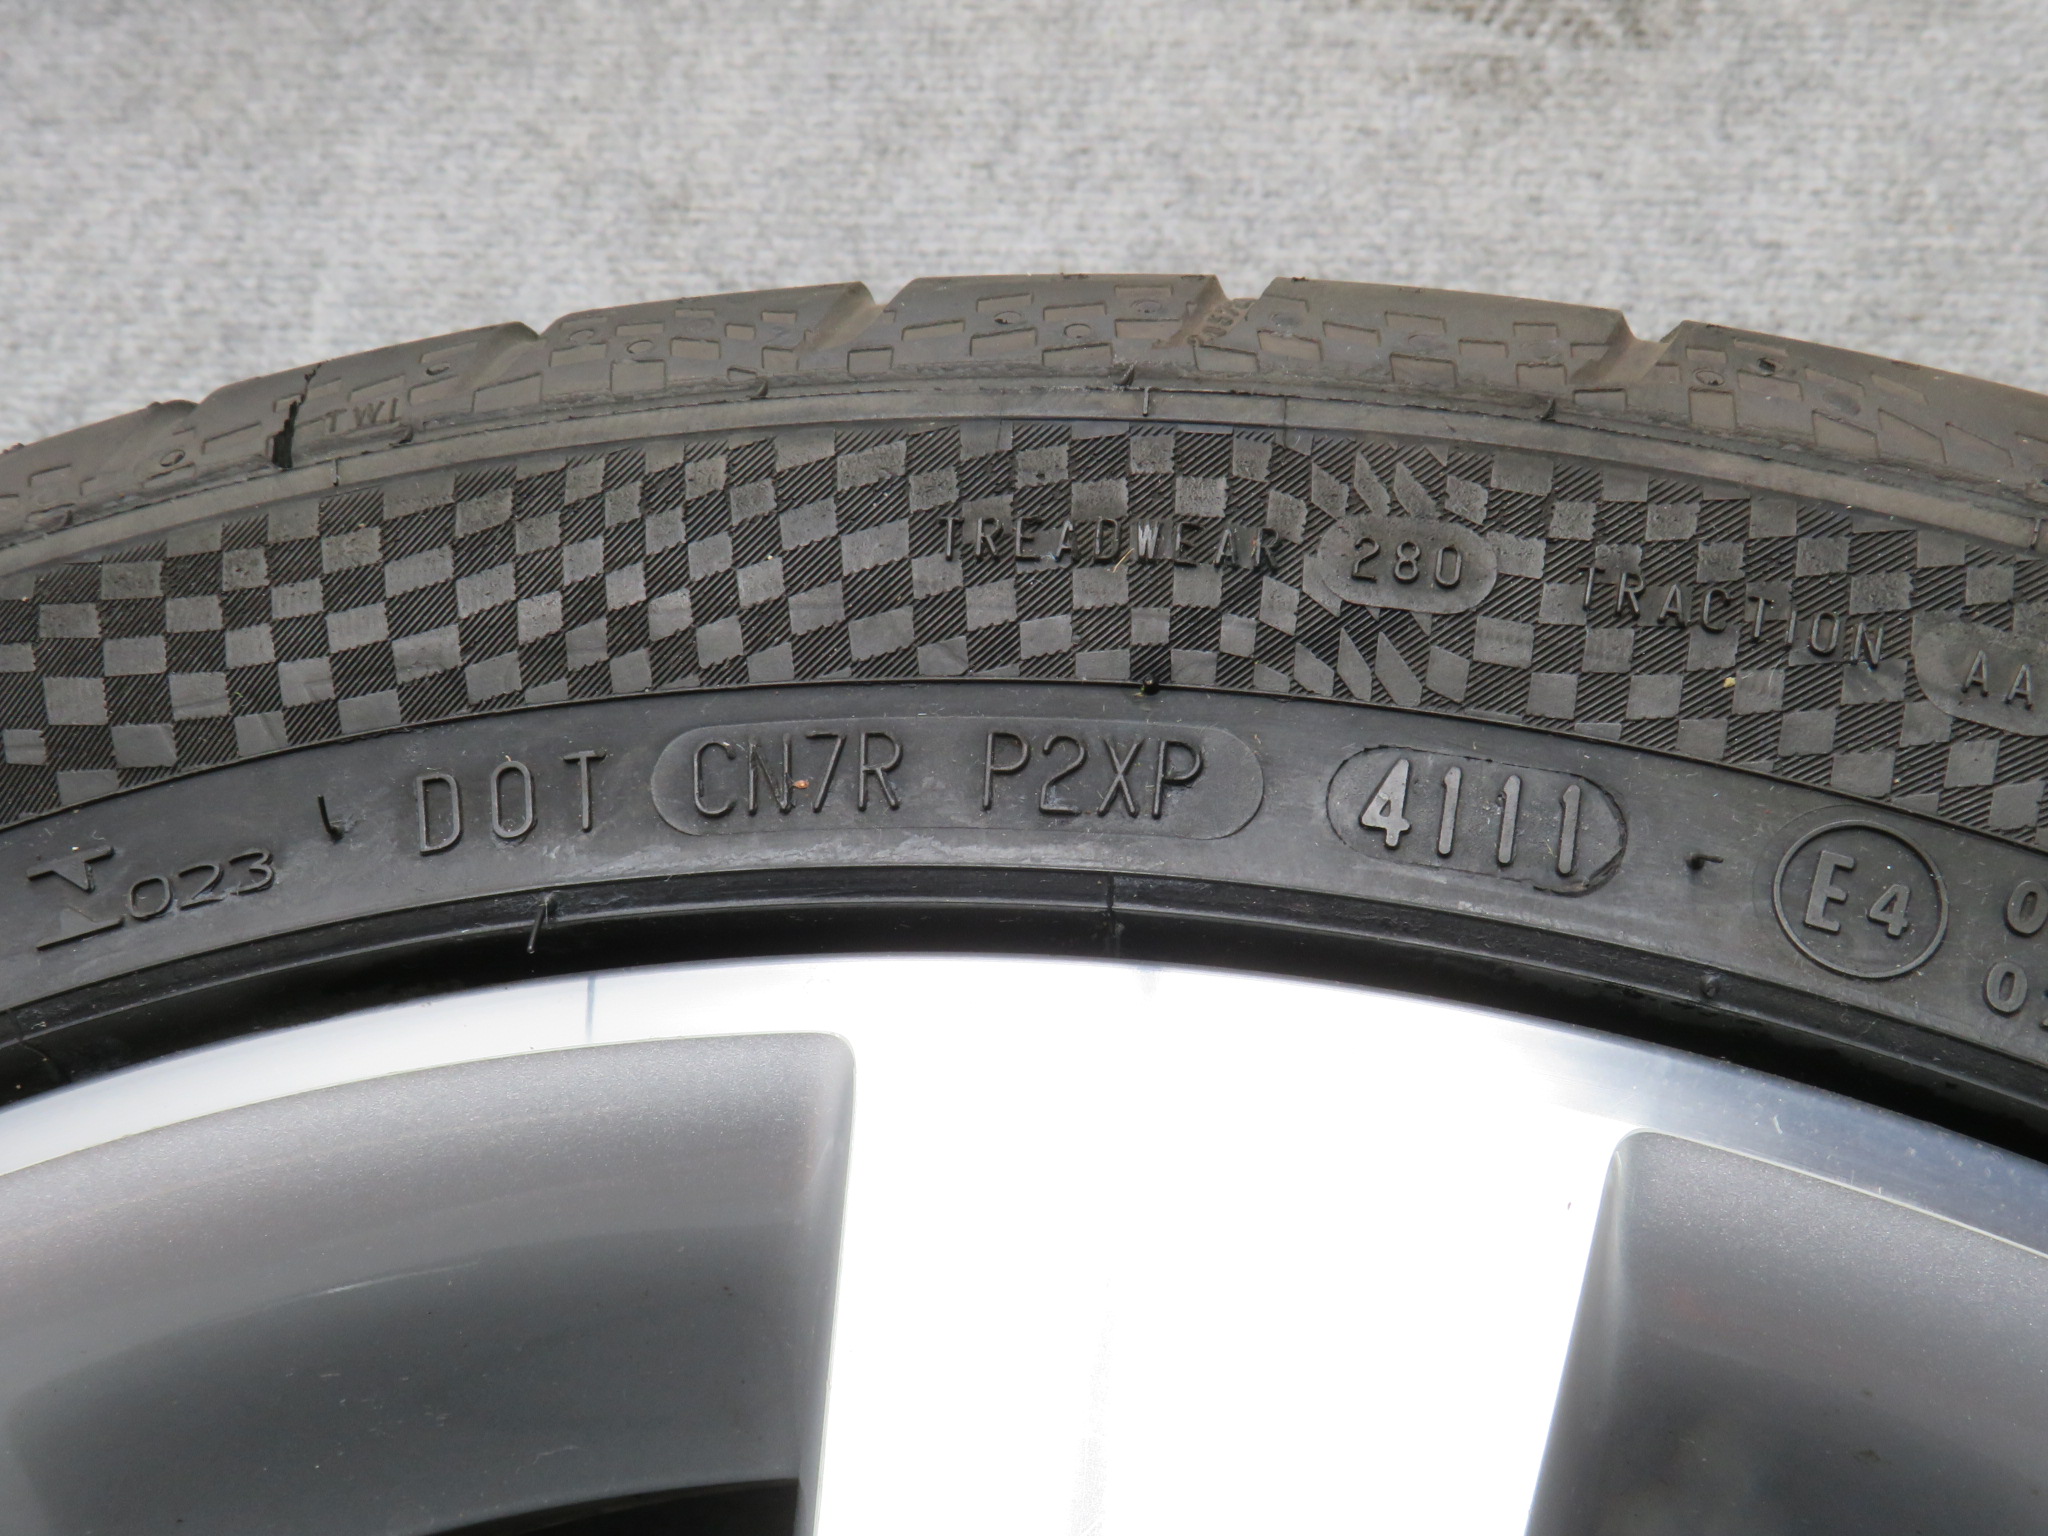 TWI
TREADWEAR 280 TRACTION AA
DOT CN7R P2XP 4111
023
E4